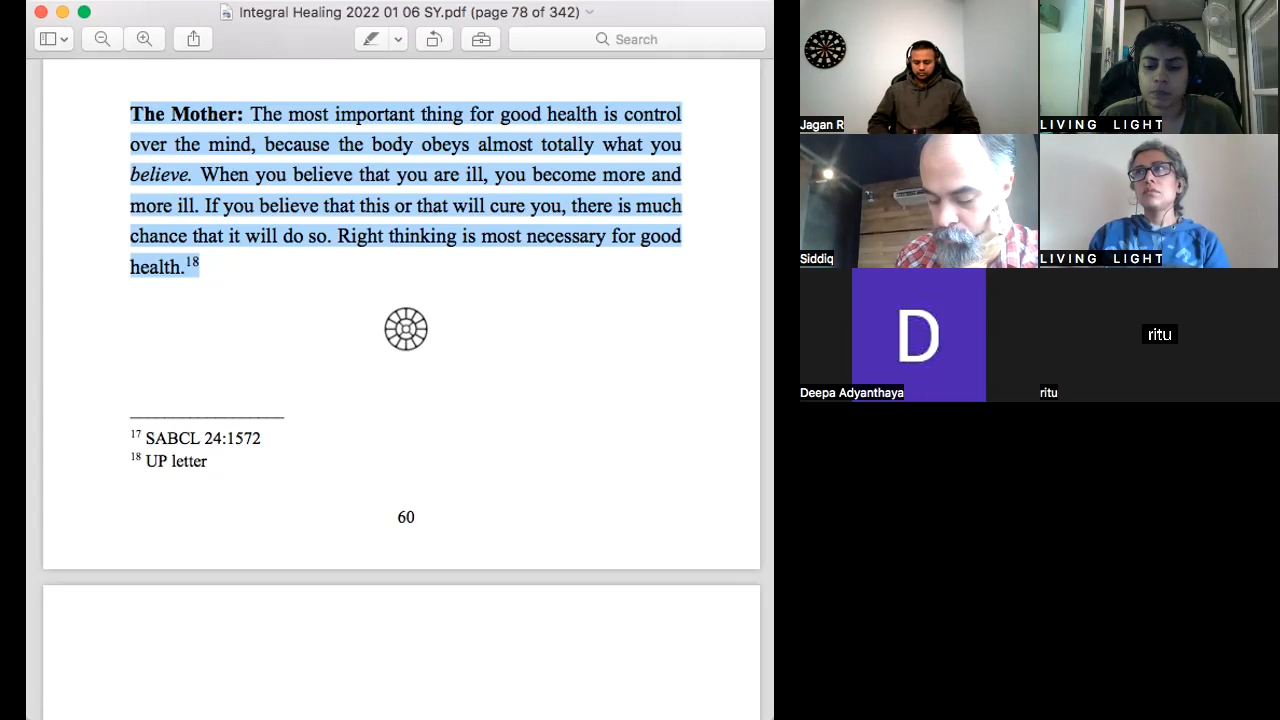 Integral Healing 2022 01 06 SY.pdf (page 78 of 342)
Search
The Mother: The most important thing for good health is control
over the mind, because the body obeys almost totally what you
believe. When you believe that you are ill, you become more and
more ill. If you believe that this or that will cure you, there is much
chance that it will do so. Right thinking is most necessary for good
health.18
17 SABCL 24:1572
18 UP letter
60
Jagan R
LIVING LIGHT
Siddiq
LIVING LIGHT
D
Deepa Adyanthaya
ritu
ritu